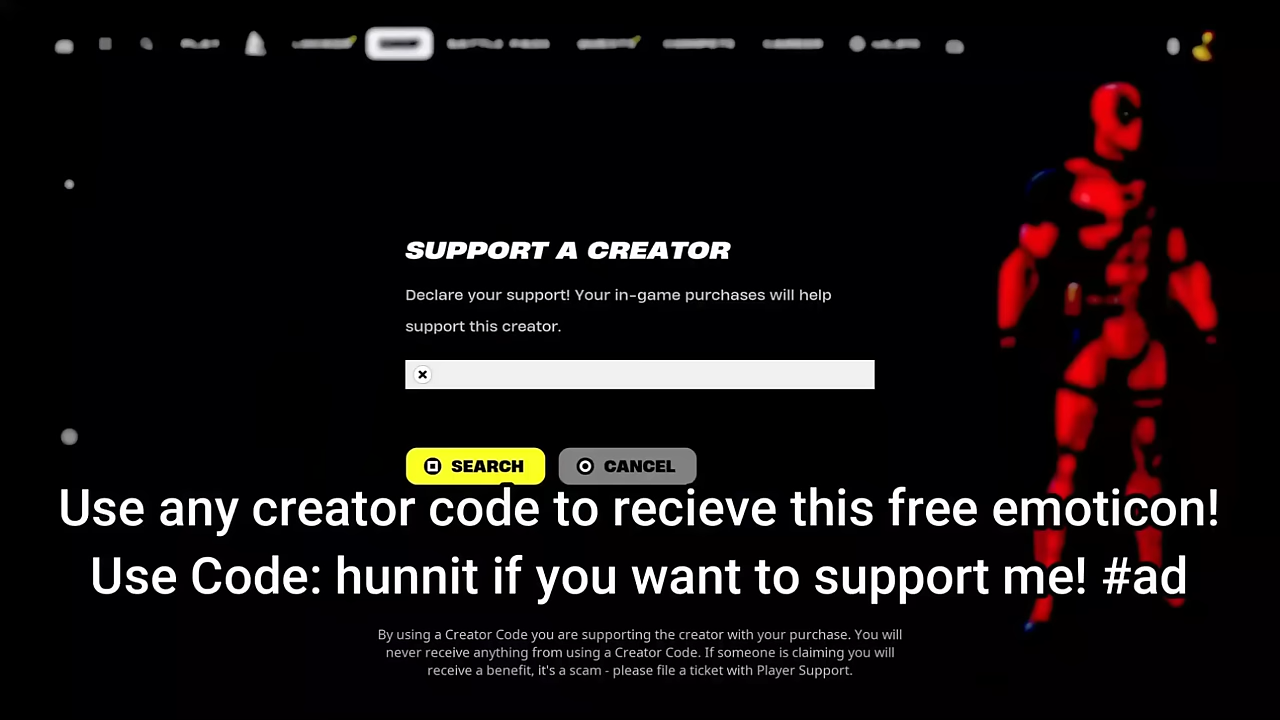 SUPPORT A CREATOR
Declare your support! Your in-game purchases will help
support this creator.
SEARCH
CANCEL
Use any creator code to recieve this free emoticon!
Use Code: hunnit if you want to support me! #ad
By using a Creator Code you are supporting the creator with your purchase. You will
never receive anything from using a Creator Code. If someone is claiming you will
receive a benefit, it's a scam - please file a ticket with Player Support.